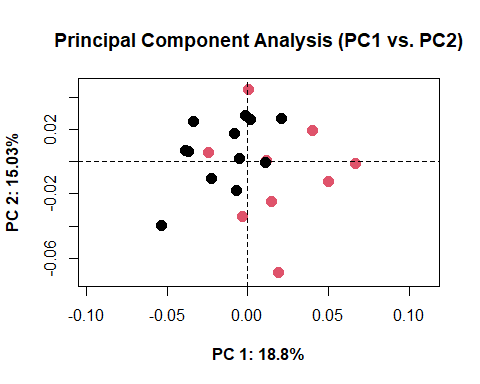 Principal Component Analysis (PC1 vs. PC2)
PC 2: 15.03%
0.02
-0.02
-0.06
-0.10 -0.05 0.00 0.05 0.10
PC 1: 18.8%